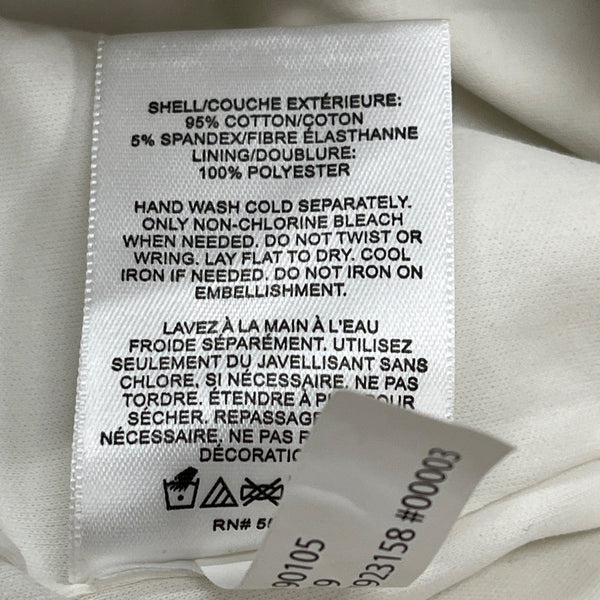 SHELL/COUCHE EXTÉRIEURE:
95% COTTON/COTON
5% SPANDEX/FIBRE ÉLASTHANNE
LINING/DOUBLURE:
100% POLYESTER
HAND WASH COLD SEPARATELY.
ONLY NON-CHLORINE BLEACH
WHEN NEEDED. DO NOT TWIST OR
WRING. LAY FLAT TO DRY. COOL
IRON IF NEEDED. DO NOT IRON ON
EMBELLISHMENT.
LAVEZ À LA MAIN À L'EAU
FROIDE SÉPARÉMENT. UTILISEZ
SEULEMENT DU JAVELLISANT SANS
CHLORE, SI NÉCESSAIRE. NE PAS
TORDRE. ÉTENDRE À POUR
SÉCHER. REPASSAGE
NÉCESSAIRE. NE PAS
RN#
90105
9
923158 #00003